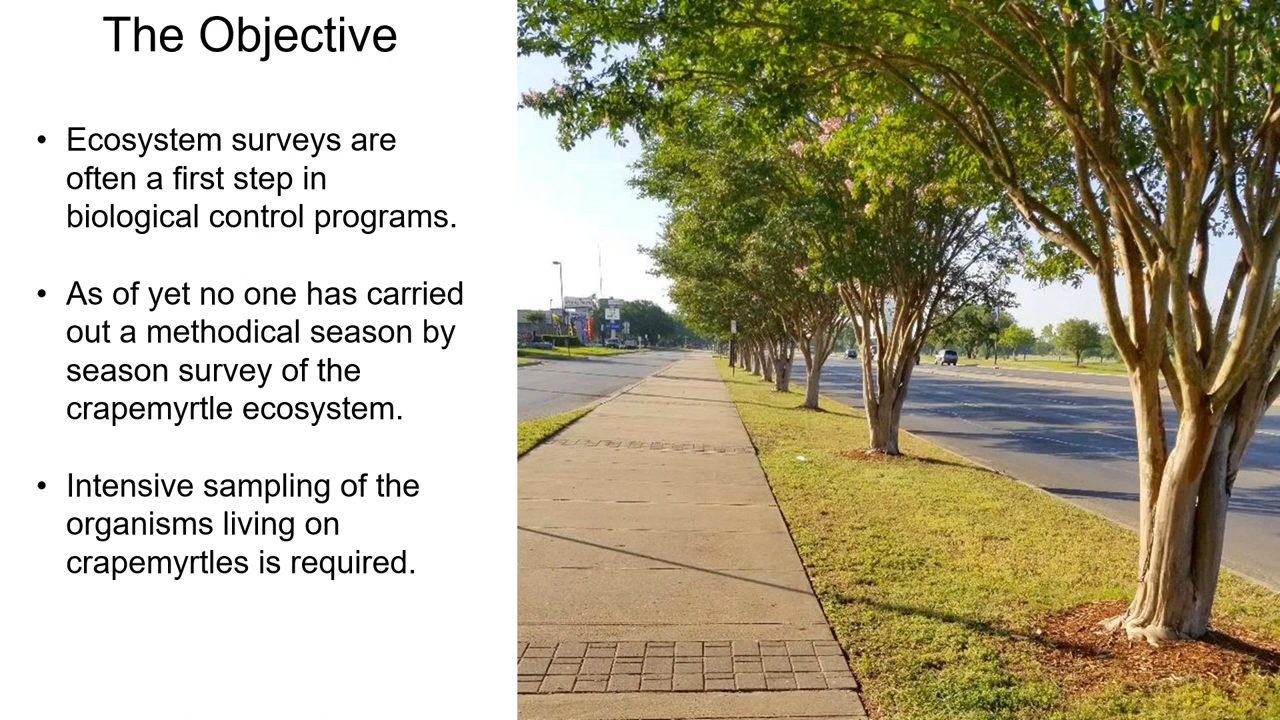 The Objective
• Ecosystem surveys are
often a first step in
biological control programs.
• As of yet no one has carried
out a methodical season by
season survey of the
crapemyrtle ecosystem.
• Intensive sampling of the
organisms living on
crapemyrtles is required.